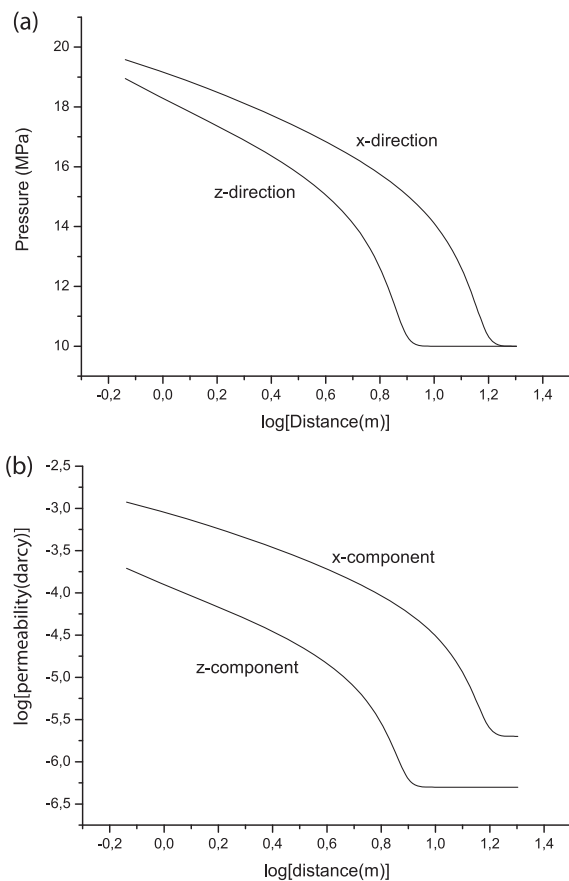 (a)
20
18
16
14
12
10
Pressure (MPa)
x-direction
z-direction
-0,2 0,0 0,2 0,4 0,6 0,8 1,0 1,2 1,4
log[Distance(m)]
(b)
-2,5
-3,0
-3,5
-4,0
-4,5
-5,0
-5,5
-6,0
-6,5
log[permeability(darcy)]
x-component
z-component
-0,2 0,0 0,2 0,4 0,6 0,8 1,0 1,2 1,4
log[distance(m)]